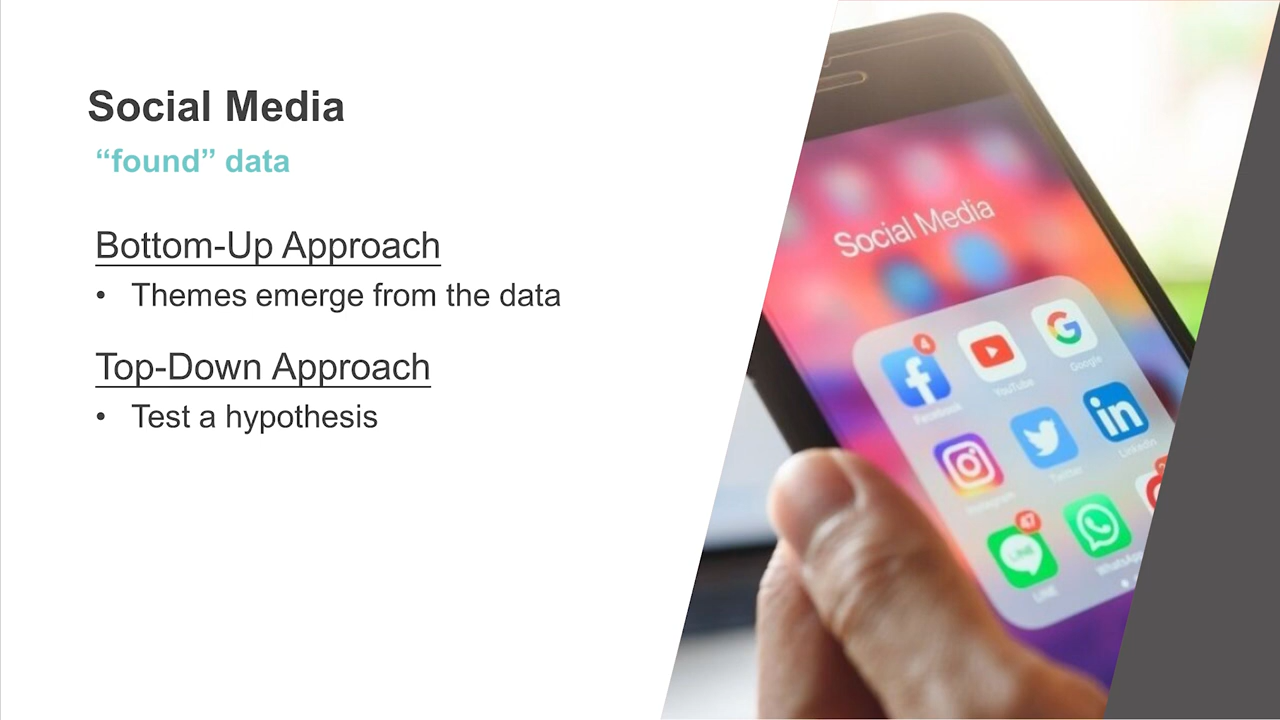 Social Media
“found” data
Bottom-Up Approach
• Themes emerge from the data
Top-Down Approach
• Test a hypothesis
Social Media
4
Facebook
YouTube
Google
Instagram
Twitter
LinkedIn
47
LINE
LINE
WhatsApp